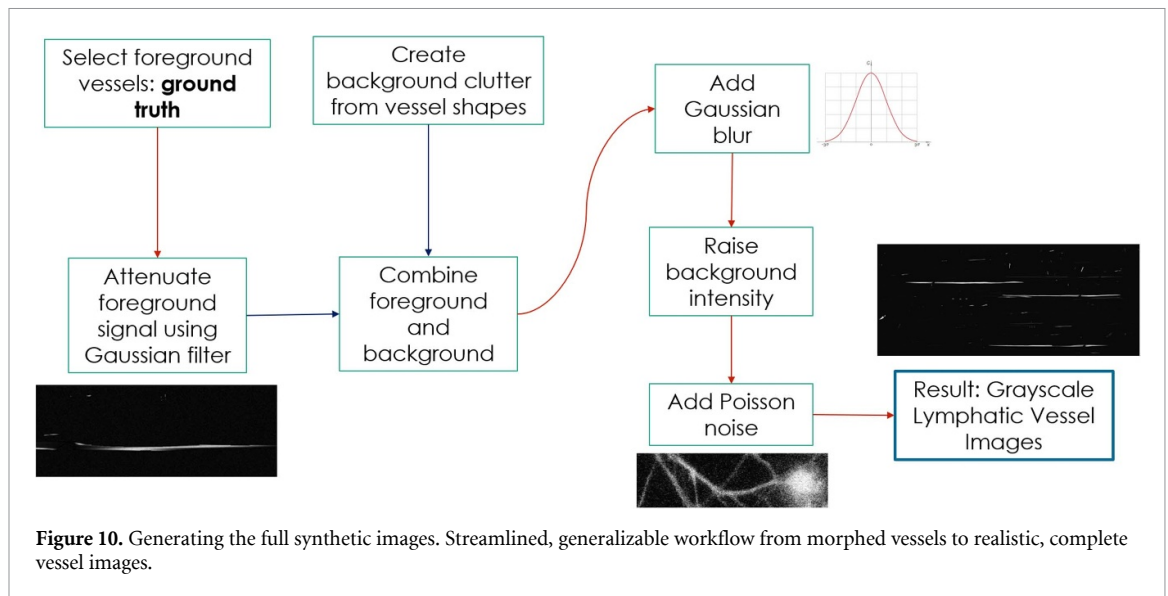 Select foreground
vessels: ground
truth
Create
background clutter
from vessel shapes
Add
Gaussian
blur
Attenuate
foreground
signal using
Gaussian filter
Combine
foreground
and
background
Raise
background
intensity
Add Poisson
noise
Result: Grayscale
Lymphatic Vessel
Images
Figure 10. Generating the full synthetic images. Streamlined, generalizable workflow from morphed vessels to realistic, complete
vessel images.